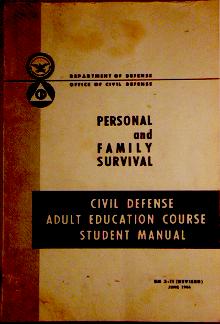 DEPARTMENT OF DEFENSE
OFFICE OF CIVIL DEFENSE
PERSONAL
and
FAMILY
SURVIVAL
CIVIL DEFENSE
ADULT EDUCATION COURSE
STUDENT MANUAL
SM 3-11 (REVISED)
JUNE 1966